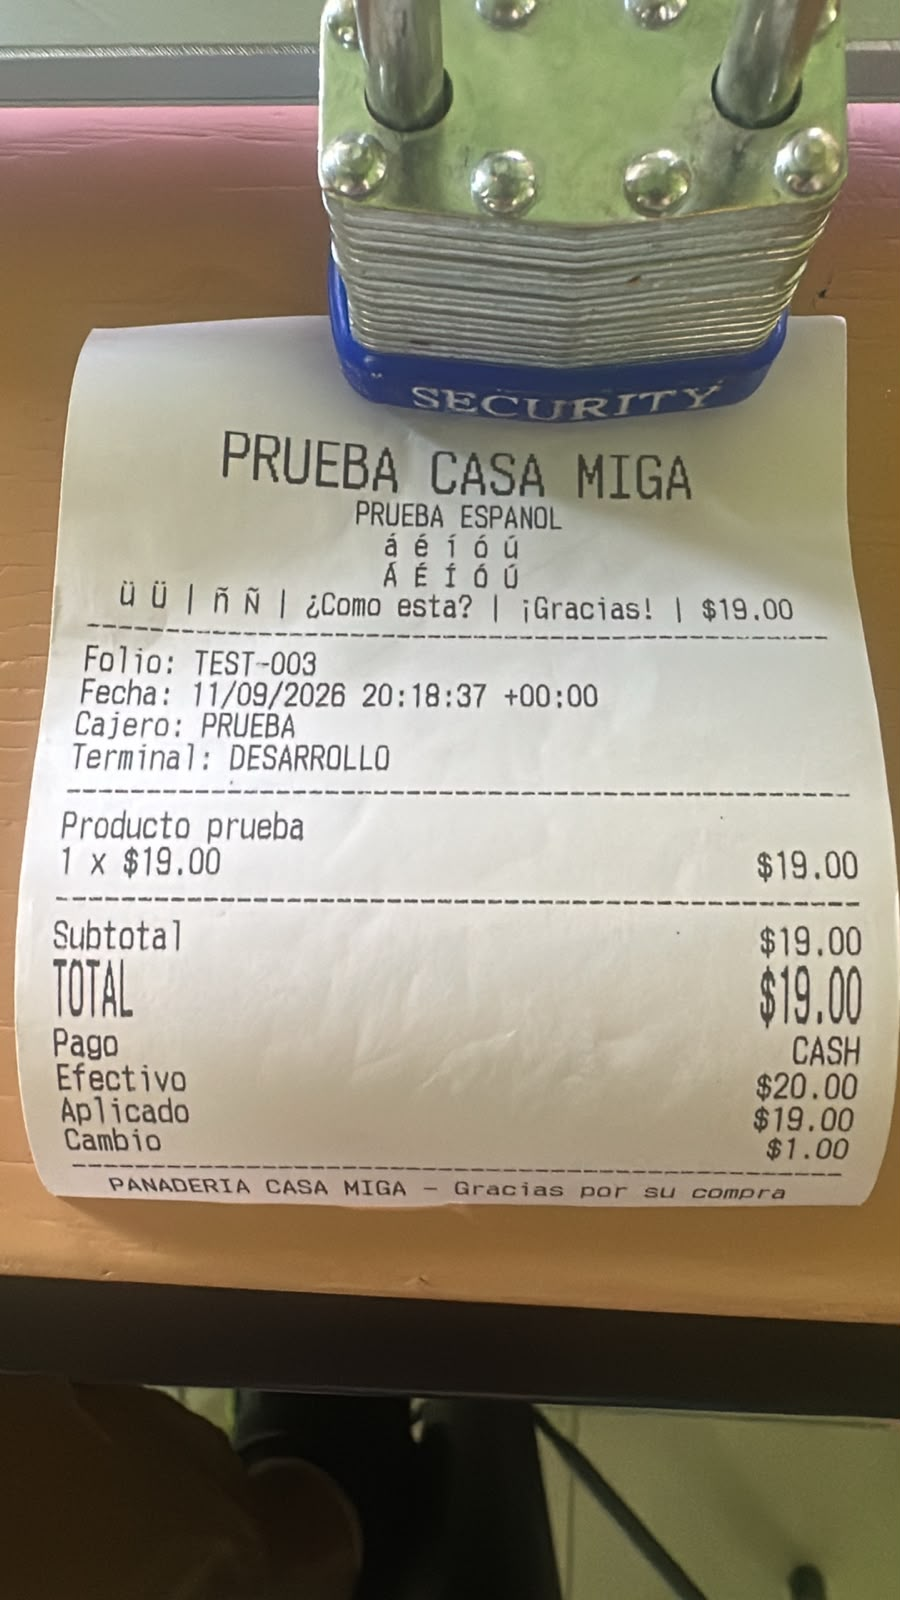 SECURITY
PRUEBA CASA MIGA
PRUEBA ESPANOL
á é í ó ú
Á É Í Ó Ú
ü Ü | ñ Ñ | ¿Como esta? | ¡Gracias! | $19.00
Folio: TEST-003
Fecha: 11/09/2026 20:18:37 +00:00
Cajero: PRUEBA
Terminal: DESARROLLO
Producto prueba
1 x $19.00 $19.00
Subtotal $19.00
TOTAL $19.00
Pago CASH
Efectivo $20.00
Aplicado $19.00
Cambio $1.00
PANADERIA CASA MIGA - Gracias por su compra